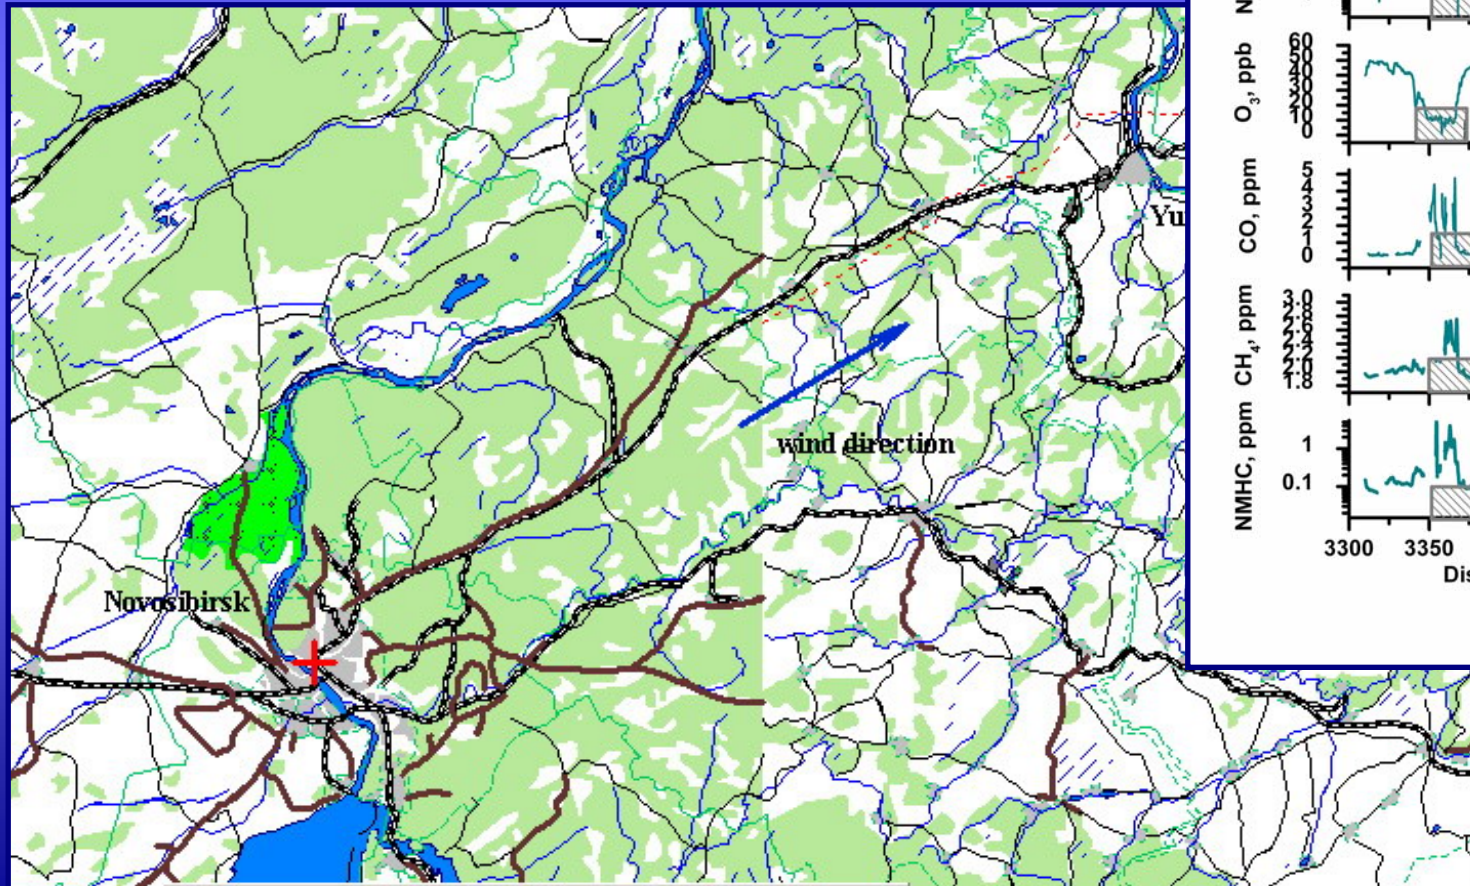 Novosibirsk
wind direction
Yu
N
O3, ppb
60
50
40
30
20
10
0
CO, ppm
5
4
3
2
1
0
CH4, ppm
3.0
2.8
2.6
2.4
2.2
2.0
1.8
NMHC, ppm
1
0.1
3300 3350
Dis